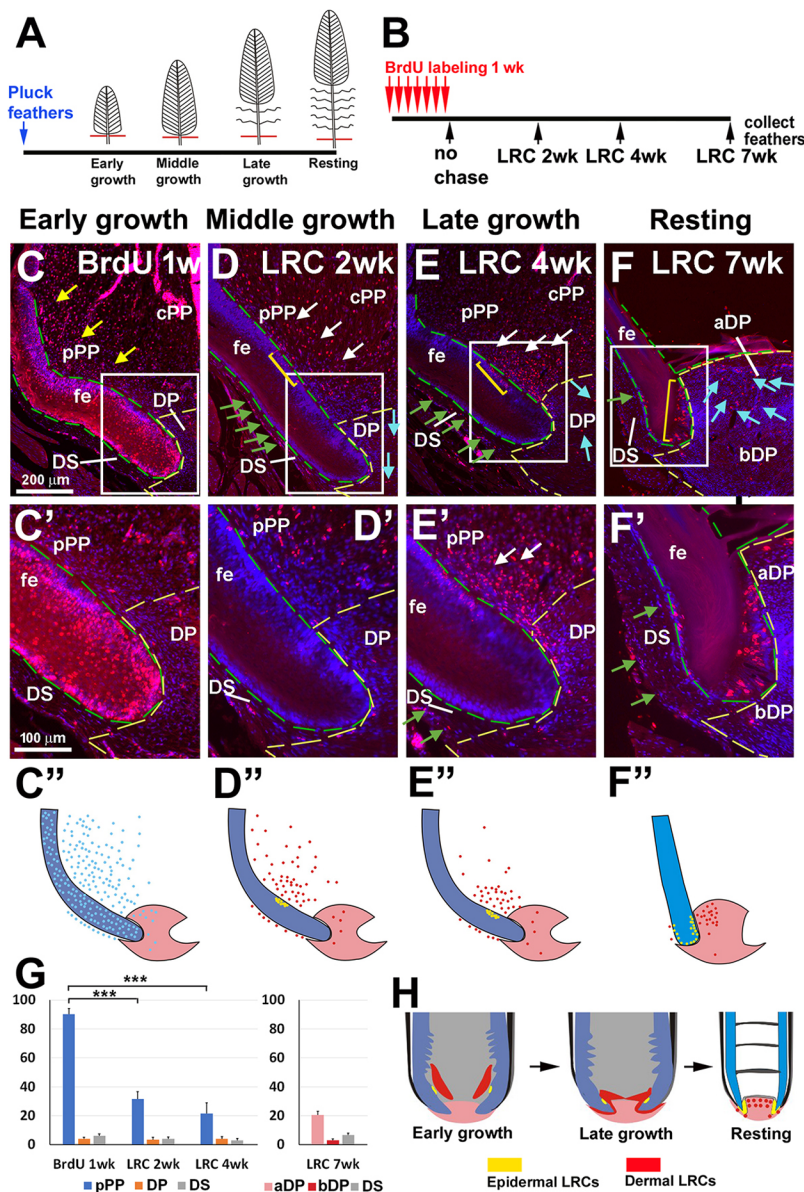 A
Pluck
feathers
Early
growth
Middle
growth
Late
growth
Resting
B
BrdU labeling 1 wk
no
chase
LRC 2wk
LRC 4wk
collect
feathers
LRC 7wk
Early growth
Middle growth
Late growth
Resting
C
BrdU 1w
cPP
pPP
fe
DP
DS
200 µm
D
LRC 2wk
pPP
cPP
fe
DP
DS
E
LRC 4wk
pPP
cPP
fe
DP
DS
F
LRC 7wk
fe
aDP
DS
bDP
C'
pPP
fe
DP
DS
100 µm
D'
pPP
fe
DP
DS
E'
pPP
fe
DP
DS
F'
fe
aDP
DS
bDP
C''
D''
E''
F''
G
***
***
100
80
60
40
20
0
BrdU 1wk
LRC 2wk
LRC 4wk
pPP
DP
DS
100
80
60
40
20
0
LRC 7wk
aDP
bDP
DS
H
Early growth
Late growth
Resting
Epidermal LRCs
Dermal LRCs